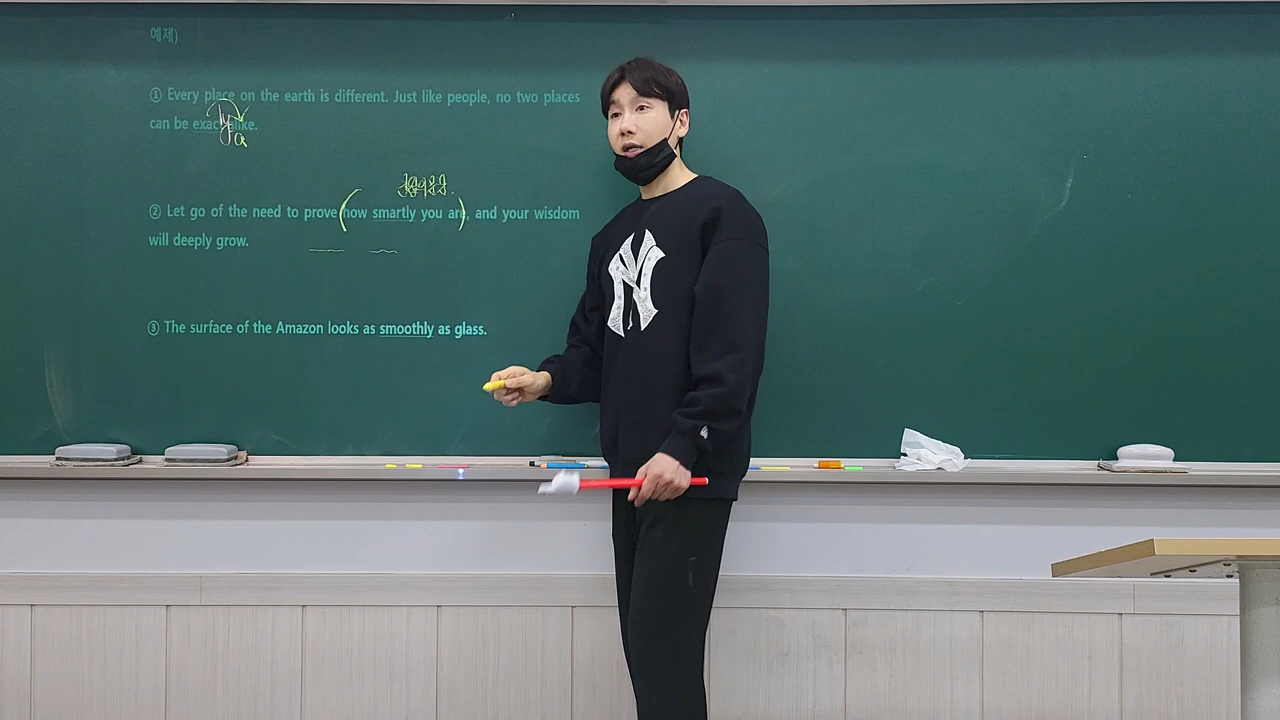 예제)
① Every place on the earth is different. Just like people, no two places
can be exact alike.
ly
a
② Let go of the need to prove (how smartly you are), and your wisdom
will deeply grow.
③ The surface of the Amazon looks as smoothly as glass.
NY